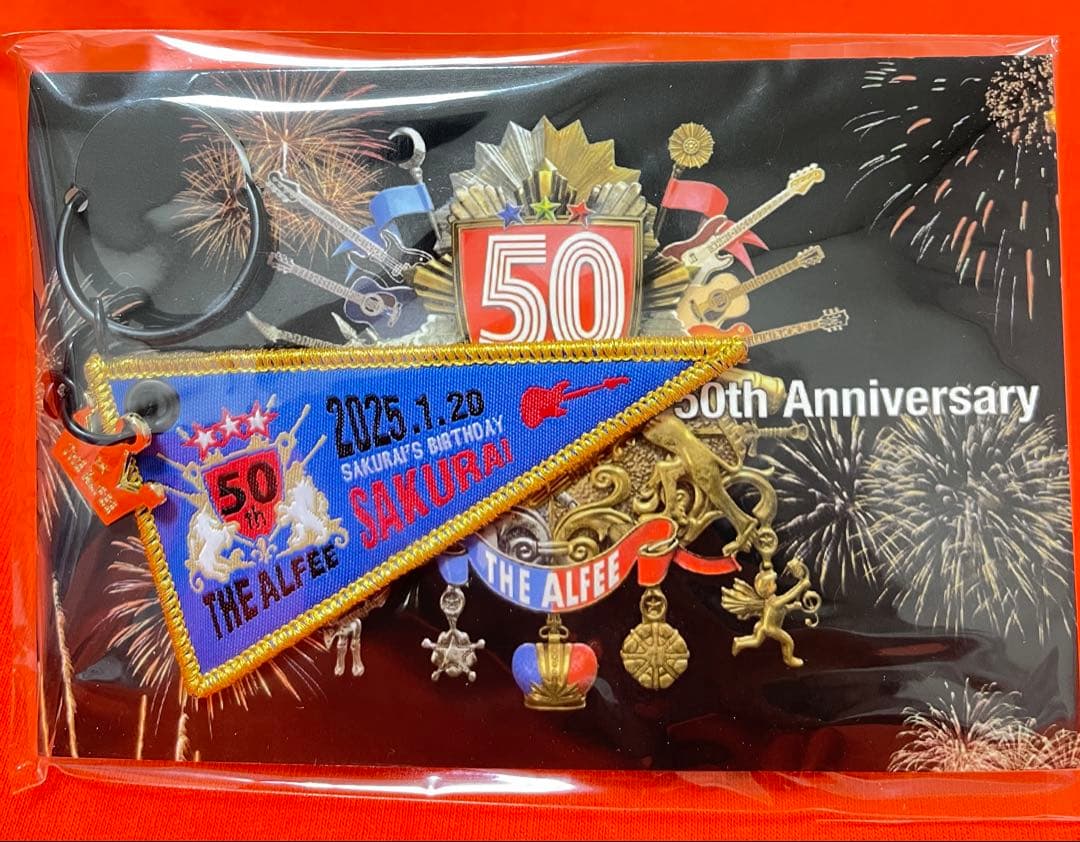 50
50th Anniversary
2025.1.20
SAKURAI'S BIRTHDAY
SAKURAI
50
th
THE ALFEE
THE ALFEE